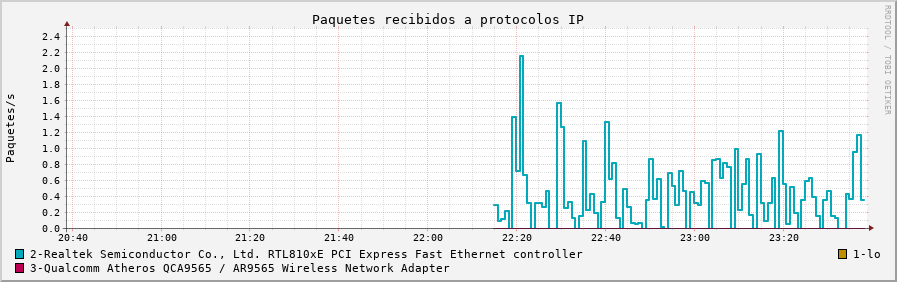 Paquetes recibidos a protocolos IP
RRDTOOL / TOBI OETIKER
Paquetes/s
2.4
2.2
2.0
1.8
1.6
1.4
1.2
1.0
0.8
0.6
0.4
0.2
0.0
20:40 21:00 21:20 21:40 22:00 22:20 22:40 23:00 23:20
2-Realtek Semiconductor Co., Ltd. RTL810xE PCI Express Fast Ethernet controller 1-lo
3-Qualcomm Atheros QCA9565 / AR9565 Wireless Network Adapter